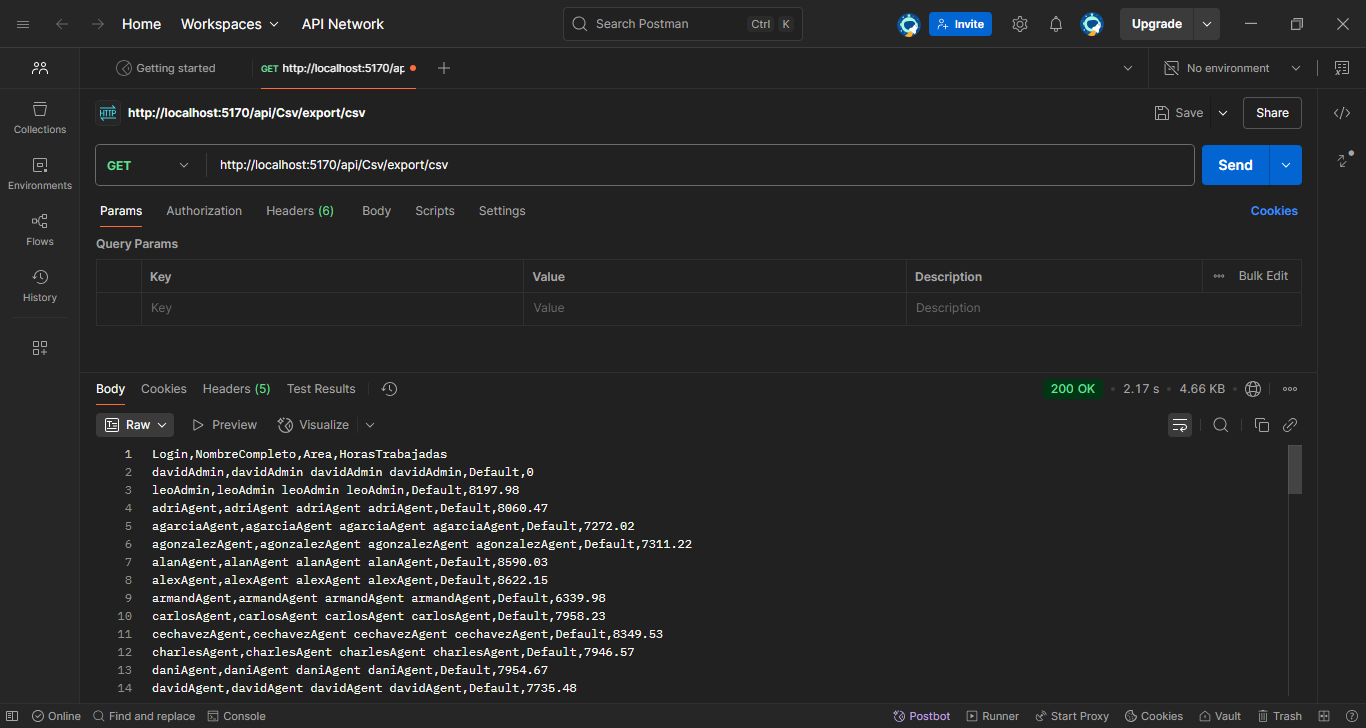 Home Workspaces API Network Search Postman Ctrl K Invite Upgrade
Getting started GET http://localhost:5170/ap No environment
HTTP http://localhost:5170/api/Csv/export/csv Save Share
Collections
GET http://localhost:5170/api/Csv/export/csv Send
Environments
Params Authorization Headers (6) Body Scripts Settings Cookies
Flows
Query Params
Key Value Description Bulk Edit
History
Key Value Description
Body Cookies Headers (5) Test Results 200 OK • 2.17 s • 4.66 KB •
Raw Preview Visualize
1 Login,NombreCompleto,Area,HorasTrabajadas
2 davidAdmin,davidAdmin davidAdmin davidAdmin,Default,0
3 leoAdmin,leoAdmin leoAdmin leoAdmin,Default,8197.98
4 adriAgent,adriAgent adriAgent adriAgent,Default,8060.47
5 agarciaAgent,agarciaAgent agarciaAgent agarciaAgent,Default,7272.02
6 agonzalezAgent,agonzalezAgent agonzalezAgent agonzalezAgent,Default,7311.22
7 alanAgent,alanAgent alanAgent alanAgent,Default,8590.03
8 alexAgent,alexAgent alexAgent alexAgent,Default,8622.15
9 armandAgent,armandAgent armandAgent armandAgent,Default,6339.98
10 carlosAgent,carlosAgent carlosAgent carlosAgent,Default,7958.23
11 cechavezAgent,cechavezAgent cechavezAgent cechavezAgent,Default,8349.53
12 charlesAgent,charlesAgent charlesAgent charlesAgent,Default,7946.57
13 daniAgent,daniAgent daniAgent daniAgent,Default,7954.67
14 davidAgent,davidAgent davidAgent davidAgent,Default,7735.48
Online Find and replace Console Postbot Runner Start Proxy Cookies Vault Trash